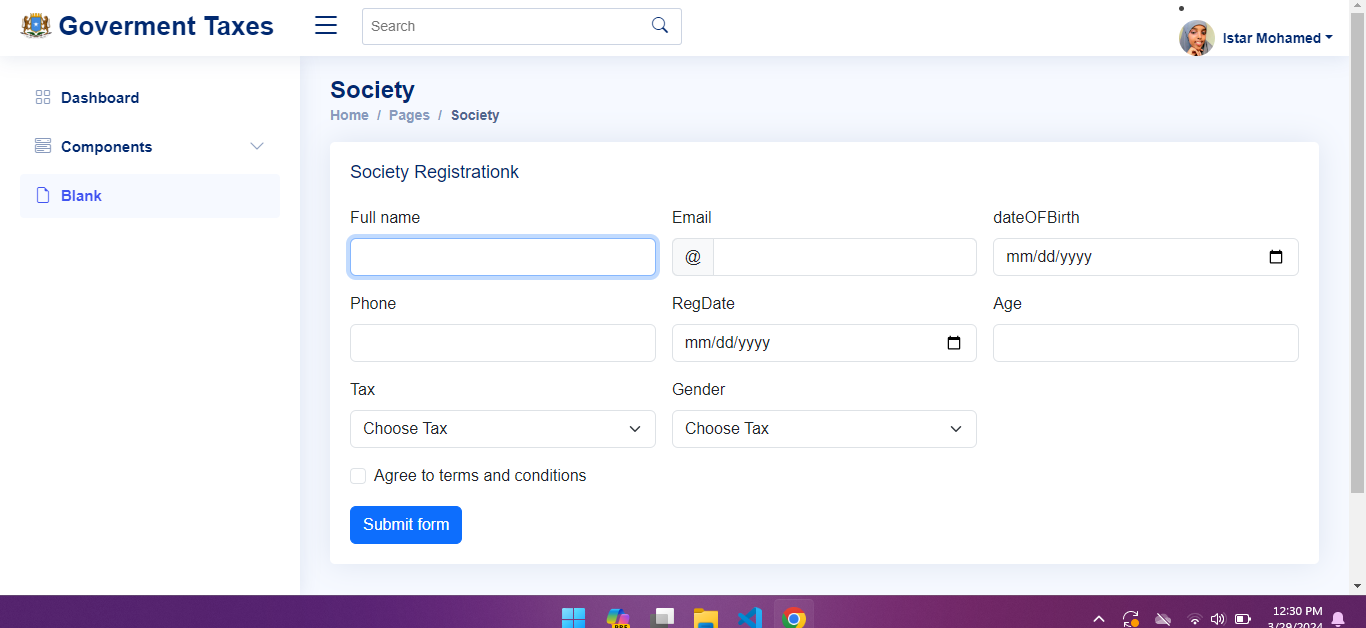 Goverment Taxes
Search
Istar Mohamed
Dashboard
Components
Blank
Society
Home / Pages / Society
Society Registrationk
Full name Email dateOFBirth
@ mm/dd/yyyy
Phone RegDate Age
mm/dd/yyyy
Tax Gender
Choose Tax Choose Tax
Agree to terms and conditions
Submit form
PRE
12:30 PM
3/29/2024